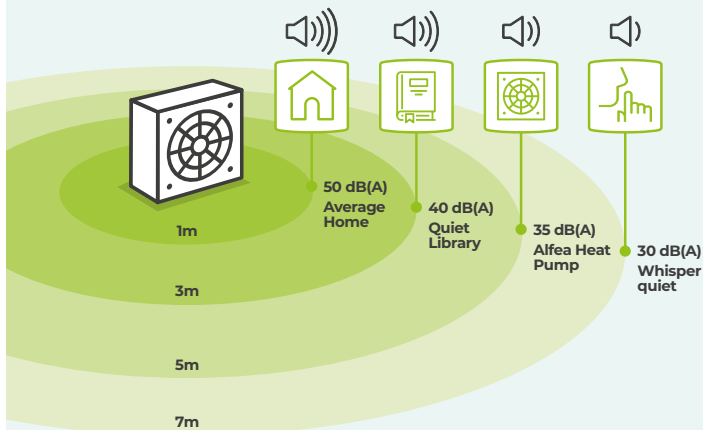 50 dB(A)
Average
Home
40 dB(A)
Quiet
Library
35 dB(A)
Alfea Heat
Pump
30 dB(A)
Whisper
quiet
1m
3m
5m
7m